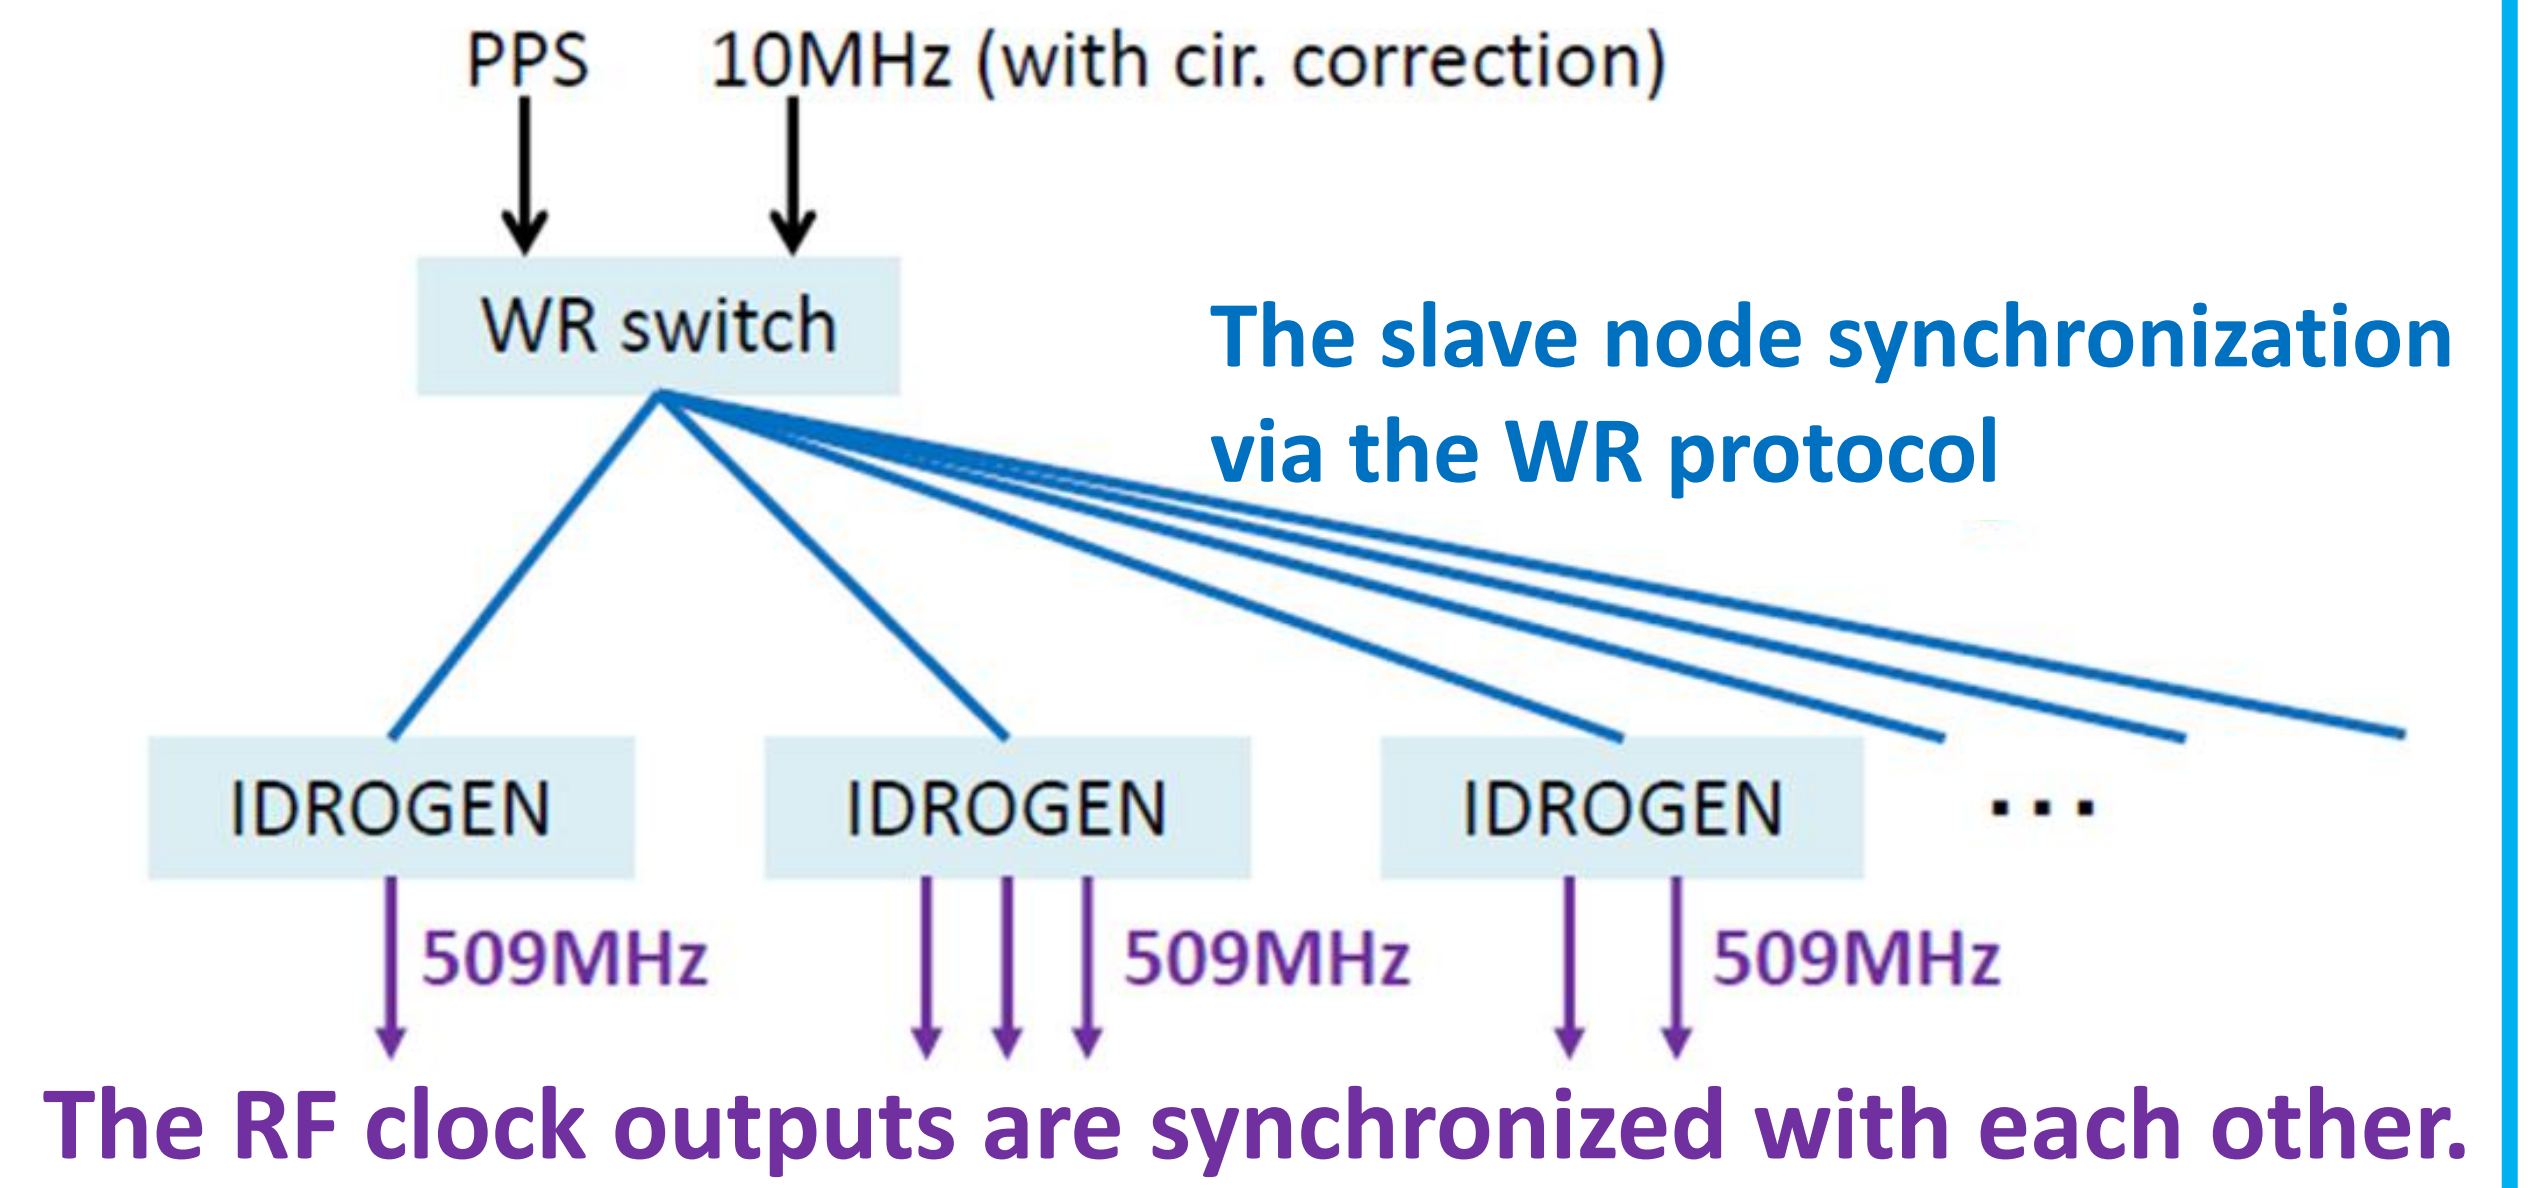 PPS 10MHz (with cir. correction)
WR switch
The slave node synchronization
via the WR protocol
IDROGEN IDROGEN IDROGEN ...
509MHz 509MHz 509MHz
The RF clock outputs are synchronized with each other.